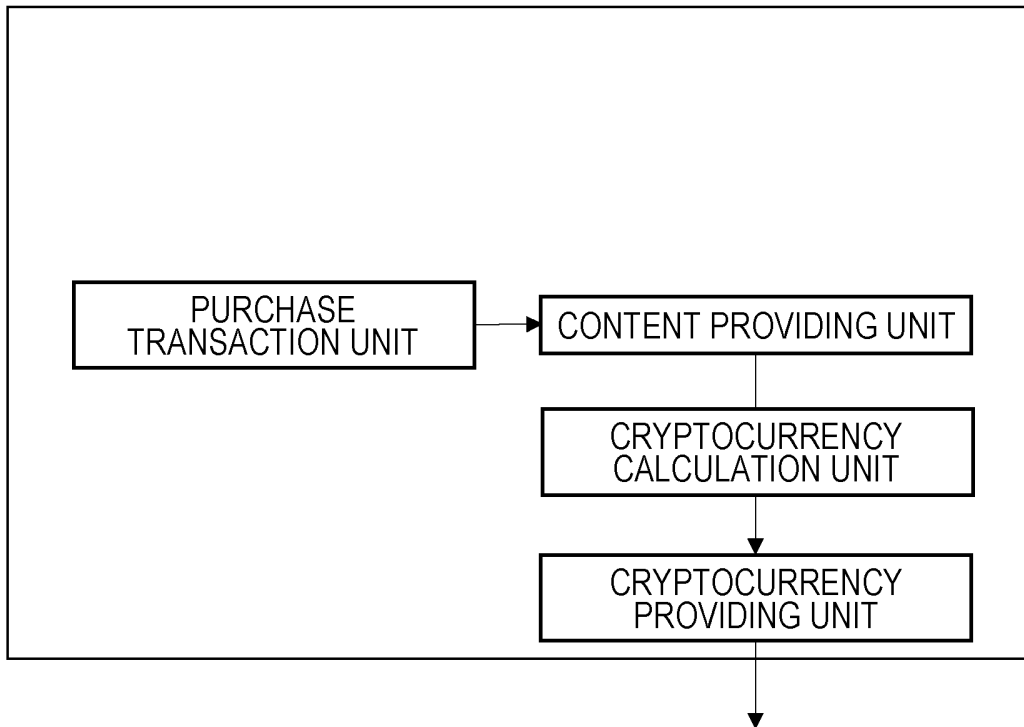 PURCHASE
TRANSACTION UNIT
CONTENT PROVIDING UNIT
CRYPTOCURRENCY
CALCULATION UNIT
CRYPTOCURRENCY
PROVIDING UNIT